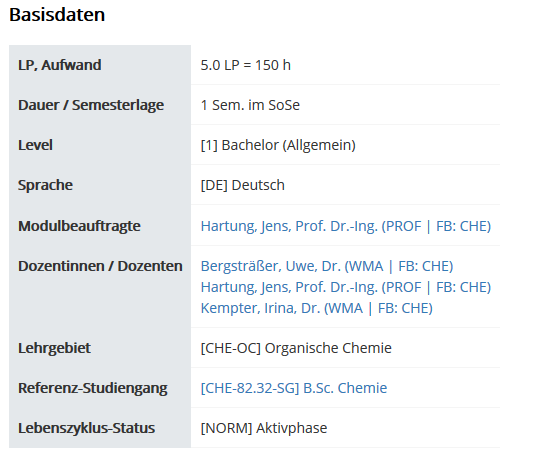 Basisdaten
LP, Aufwand 5.0 LP = 150 h
Dauer / Semesterlage 1 Sem. im SoSe
Level [1] Bachelor (Allgemein)
Sprache [DE] Deutsch
Modulbeauftragte Hartung, Jens, Prof. Dr.-Ing. (PROF | FB: CHE)
Dozentinnen / Dozenten Bergsträßer, Uwe, Dr. (WMA | FB: CHE)
Hartung, Jens, Prof. Dr.-Ing. (PROF | FB: CHE)
Kempter, Irina, Dr. (WMA | FB: CHE)
Lehrgebiet [CHE-OC] Organische Chemie
Referenz-Studiengang [CHE-82.32-SG] B.Sc. Chemie
Lebenszyklus-Status [NORM] Aktivphase